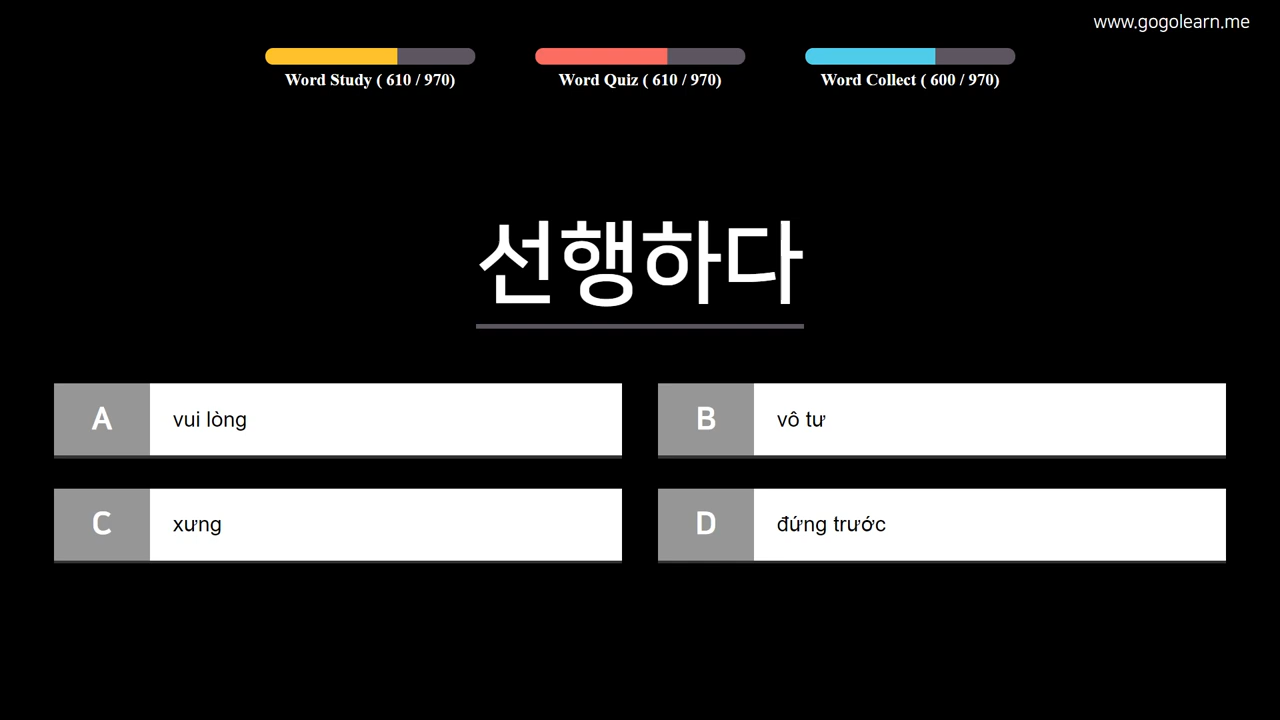 www.gogolearn.me
Word Study ( 610 / 970)
Word Quiz ( 610 / 970)
Word Collect ( 600 / 970)
선행하다
A vui lòng
B vô tư
C xưng
D đứng trước